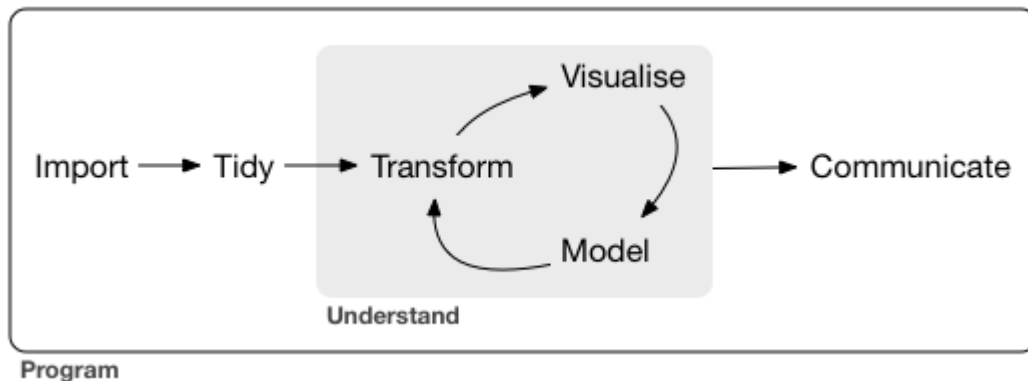 Visualise
Import Tidy Transform Communicate
Model
Understand
Program